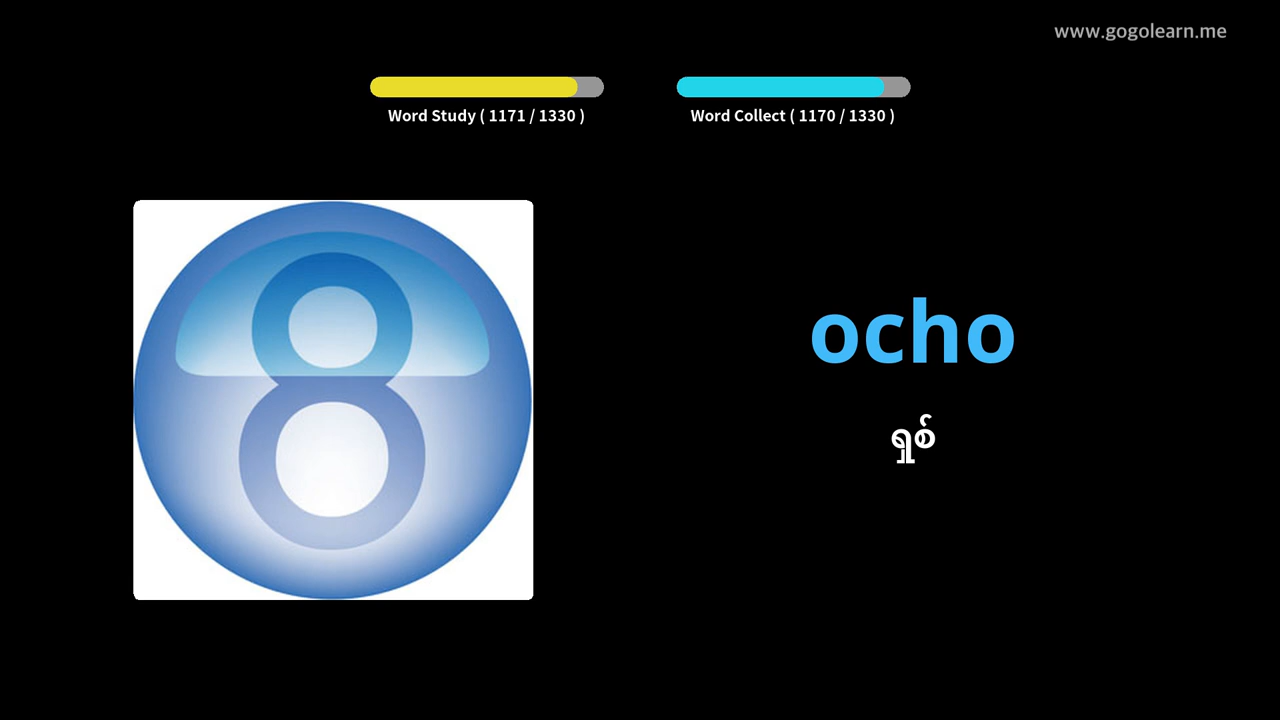 www.gogolearn.me
Word Study ( 1171 / 1330 )
Word Collect ( 1170 / 1330 )
8
ocho
ရှစ်